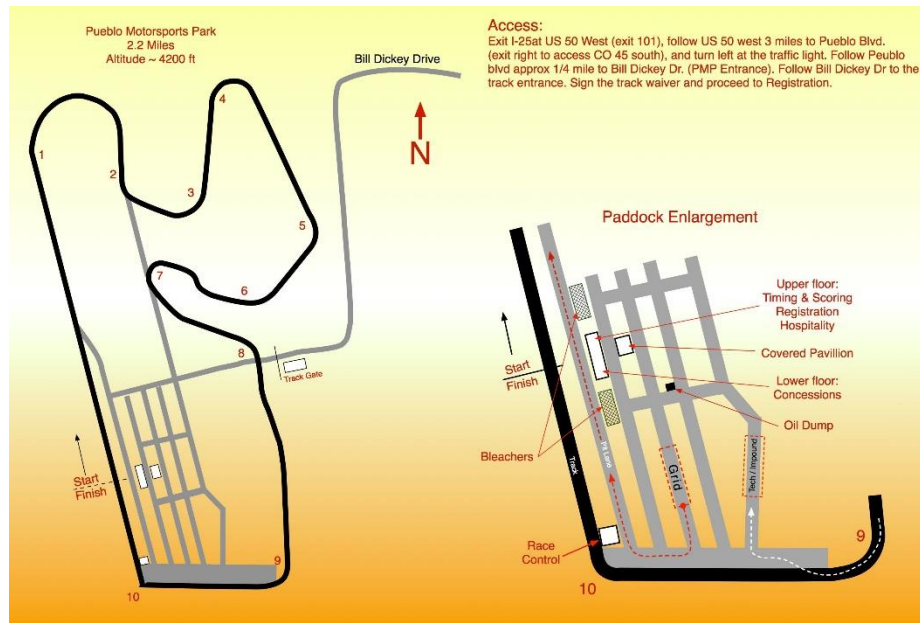 Pueblo Motorsports Park
2.2 Miles
Altitude ~ 4200 ft
Bill Dickey Drive
Access:
Exit I-25at US 50 West (exit 101), follow US 50 west 3 miles to Pueblo Blvd.
(exit right to access CO 45 south), and turn left at the traffic light. Follow Peublo
blvd approx 1/4 mile to Bill Dickey Dr. (PMP Entrance). Follow Bill Dickey Dr to the
track entrance. Sign the track waiver and proceed to Registration.
N
1
2
3
4
5
6
7
8
Track Gate
Start
Finish
9
10
Paddock Enlargement
Upper floor:
Timing & Scoring
Registration
Hospitality
Covered Pavillion
Lower floor:
Concessions
Oil Dump
Start
Finish
Bleachers
Track
Pit Lane
Grid
Tech / Impound
Race
Control
9
10